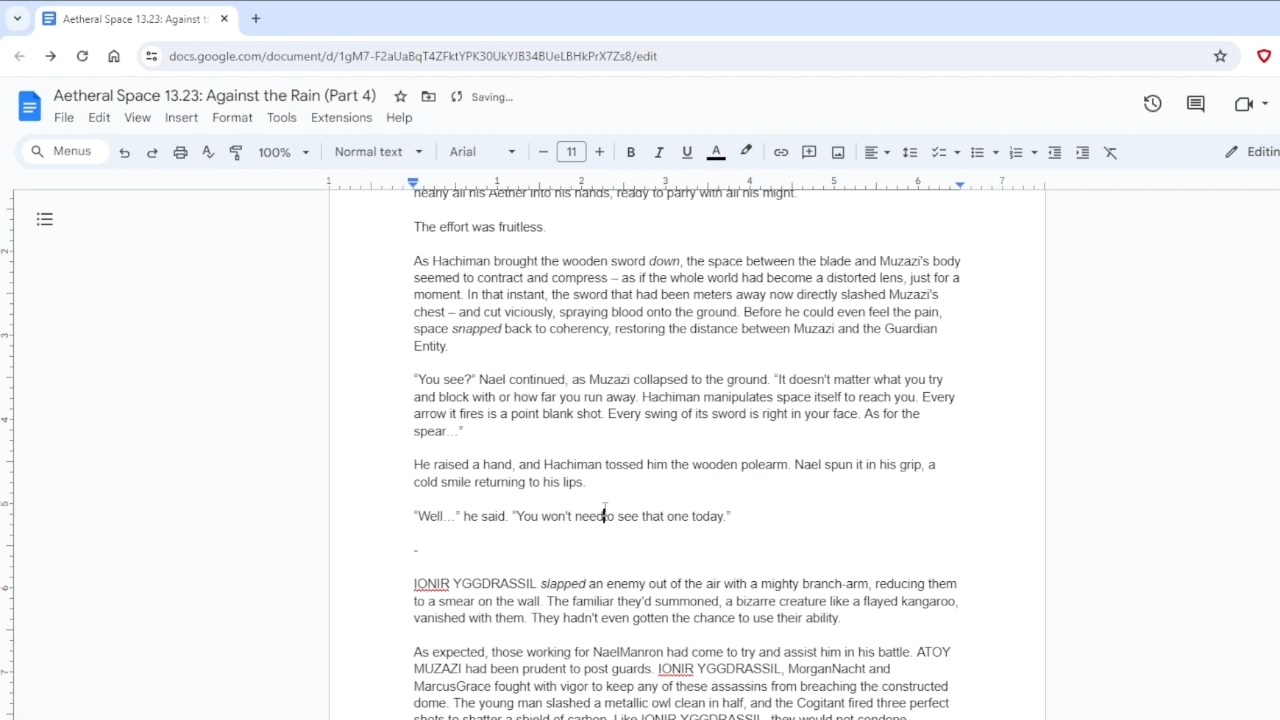 Aetheral Space 13.23: Against t
docs.google.com/document/d/1gM7-F2aUaBqT4ZFktYPK30UkYJB34BUeLBHkPrX7Zs8/edit
Aetheral Space 13.23: Against the Rain (Part 4)
Saving...
File Edit View Insert Format Tools Extensions Help
Menus 100% Normal text Arial 11 Editin
1 1 2 3 4 5 6 7
nearly all his Aether into his hands, ready to parry with all his might.
The effort was fruitless.
As Hachiman brought the wooden sword down, the space between the blade and Muzazi's body
seemed to contract and compress – as if the whole world had become a distorted lens, just for a
moment. In that instant, the sword that had been meters away now directly slashed Muzazi's
chest – and cut viciously, spraying blood onto the ground. Before he could even feel the pain,
space snapped back to coherency, restoring the distance between Muzazi and the Guardian
Entity.
“You see?” Nael continued, as Muzazi collapsed to the ground. “It doesn't matter what you try
and block with or how far you run away. Hachiman manipulates space itself to reach you. Every
arrow it fires is a point blank shot. Every swing of its sword is right in your face. As for the
spear…”
He raised a hand, and Hachiman tossed him the wooden polearm. Nael spun it in his grip, a
cold smile returning to his lips.
“Well…” he said. “You won't need to see that one today.”
-
IONIR YGGDRASSIL slapped an enemy out of the air with a mighty branch-arm, reducing them
to a smear on the wall. The familiar they'd summoned, a bizarre creature like a flayed kangaroo,
vanished with them. They hadn't even gotten the chance to use their ability.
As expected, those working for NaelManron had come to try and assist him in his battle. ATOY
MUZAZI had been prudent to post guards. IONIR YGGDRASSIL, MorganNacht and
MarcusGrace fought with vigor to keep any of these assassins from breaching the constructed
dome. The young man slashed a metallic owl clean in half, and the Cogitant fired three perfect
shots to shatter a shield of carbon. Like IONIR YGGDRASSIL, they would not condone
2
3
4
5
6
7